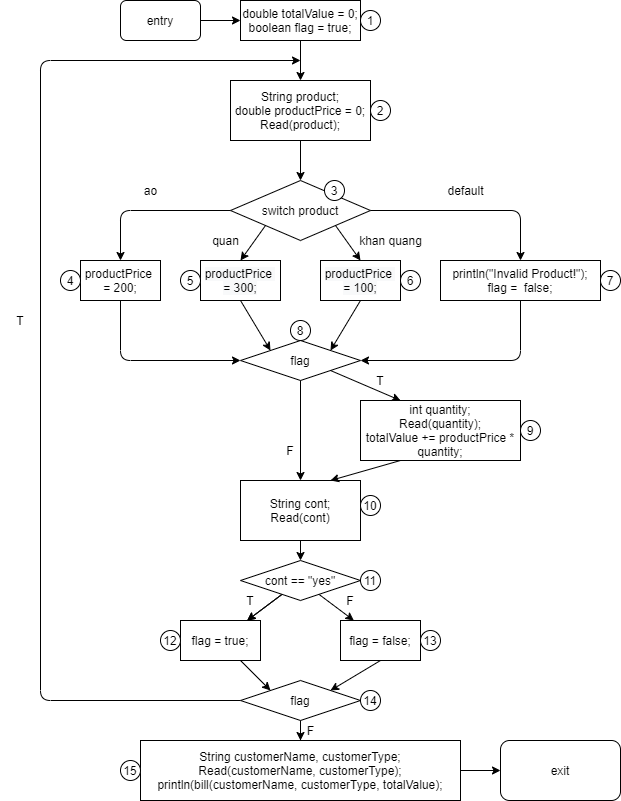 entry
double totalValue = 0;
boolean flag = true;
1
String product;
double productPrice = 0;
Read(product);
2
3
switch product
ao
quan
khan quang
default
4
productPrice
= 200;
5
productPrice
= 300;
productPrice
= 100;
6
println("Invalid Product!");
flag =  false;
7
T
8
flag
T
int quantity;
Read(quantity);
totalValue += productPrice *
quantity;
9
F
String cont;
Read(cont)
10
cont == "yes"
11
T
F
12
flag = true;
flag = false;
13
flag
14
F
15
String customerName, customerType;
Read(customerName, customerType);
println(bill(customerName, customerType, totalValue);
exit